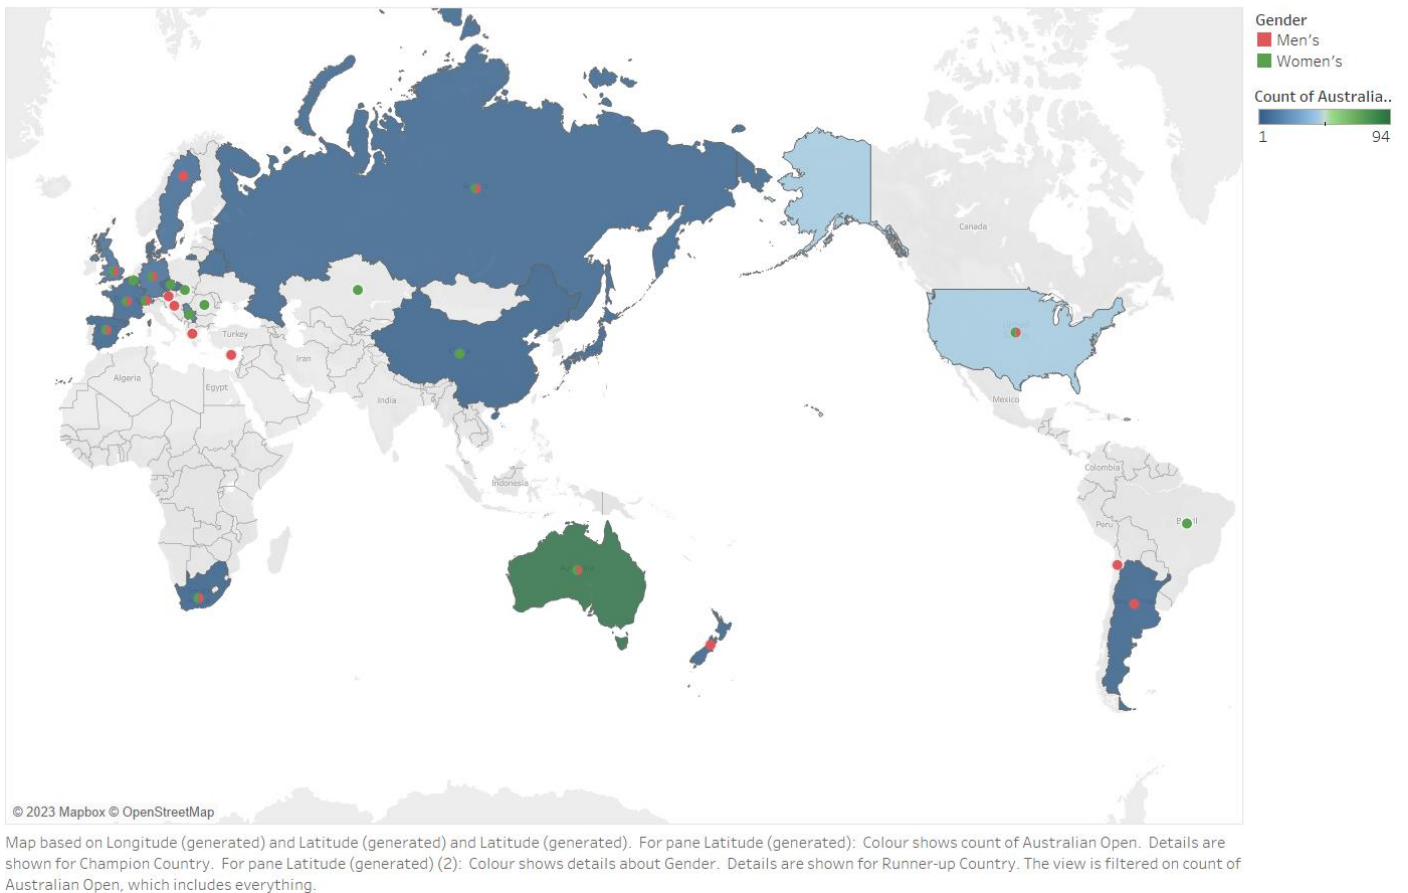 Gender
Men's
Women's
Count of Australia..
1 94
Canada
Turkey
Iran
Algeria
Egypt
India
Mexico
Colombia
Indonesia
Peru
© 2023 Mapbox © OpenStreetMap
Map based on Longitude (generated) and Latitude (generated) and Latitude (generated).  For pane Latitude (generated):  Colour shows count of Australian Open.  Details are
shown for Champion Country.  For pane Latitude (generated) (2):  Colour shows details about Gender.  Details are shown for Runner-up Country. The view is filtered on count of
Australian Open, which includes everything.